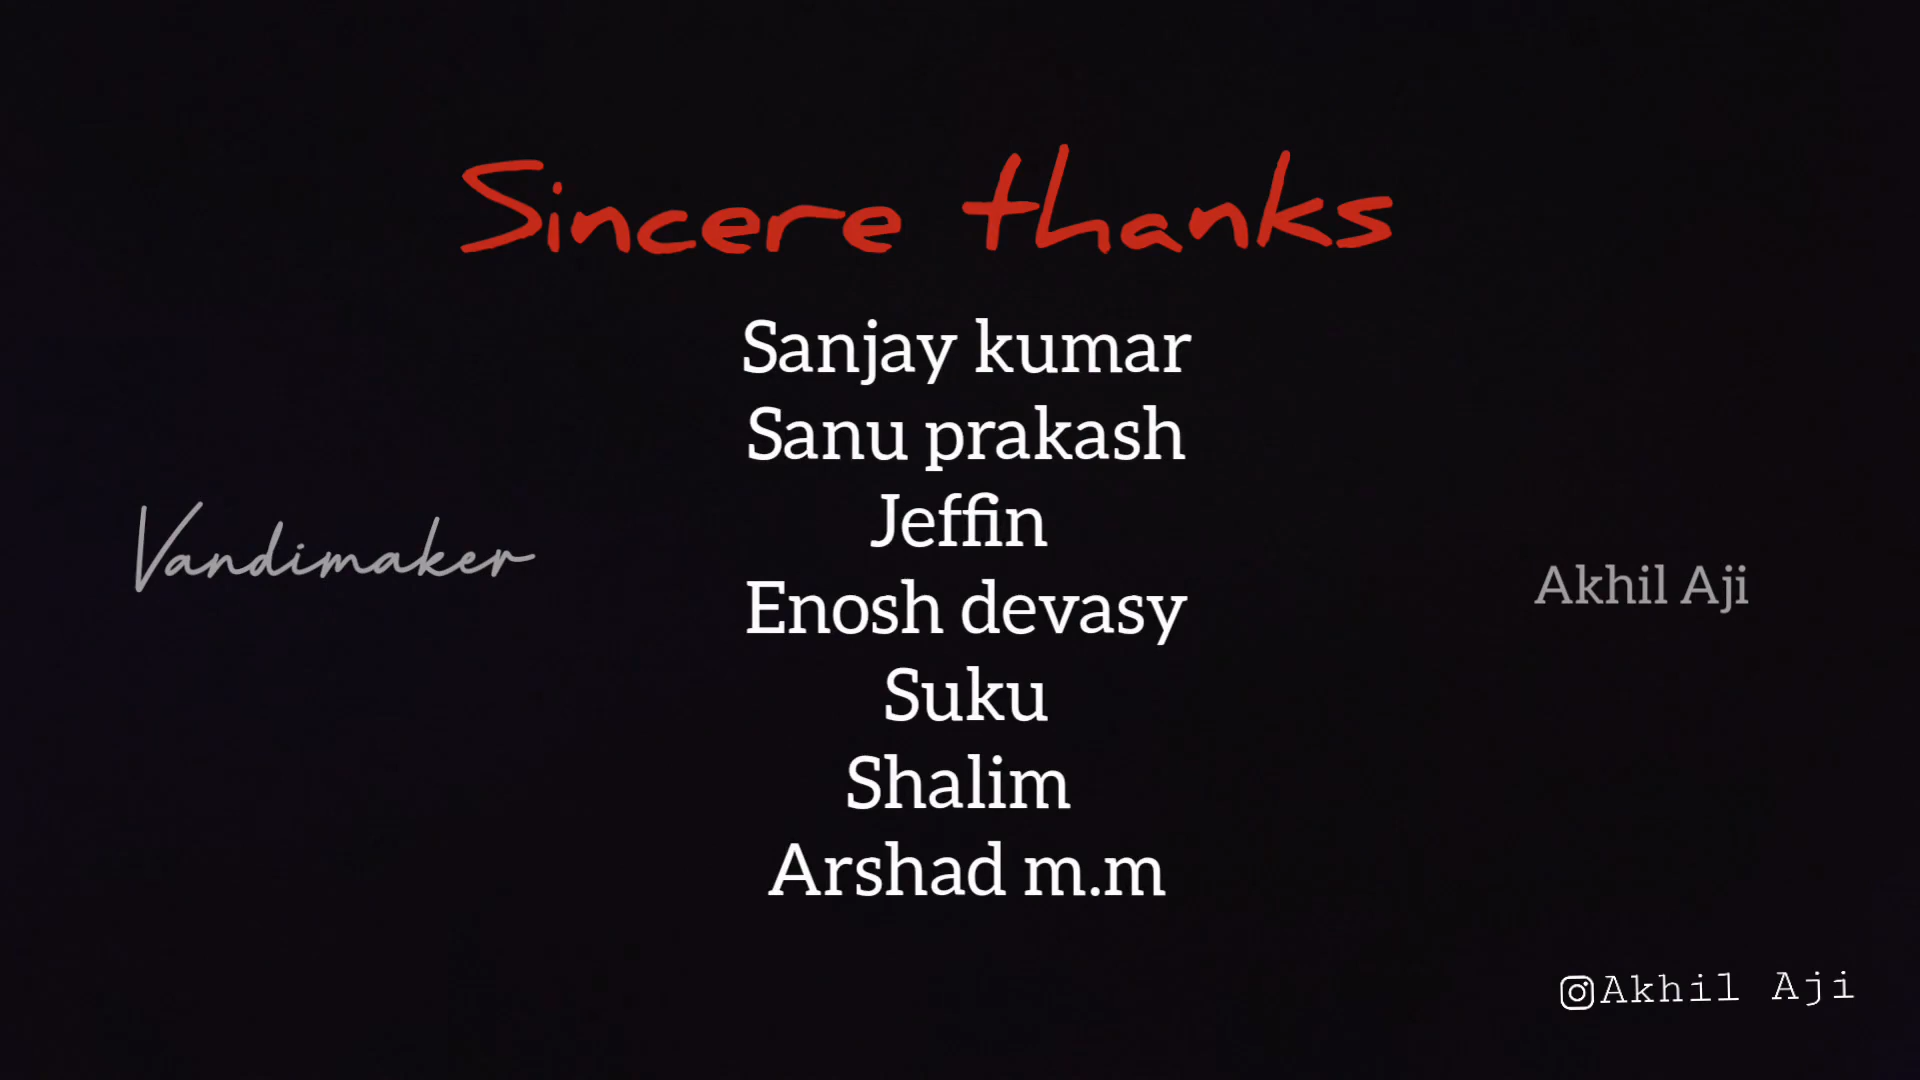 Sincere thanks
Sanjay kumar
Sanu prakash
Jeffin
Enosh devasy
Suku
Shalim
Arshad m.m
Vandimaker
Akhil Aji
Akhil Aji